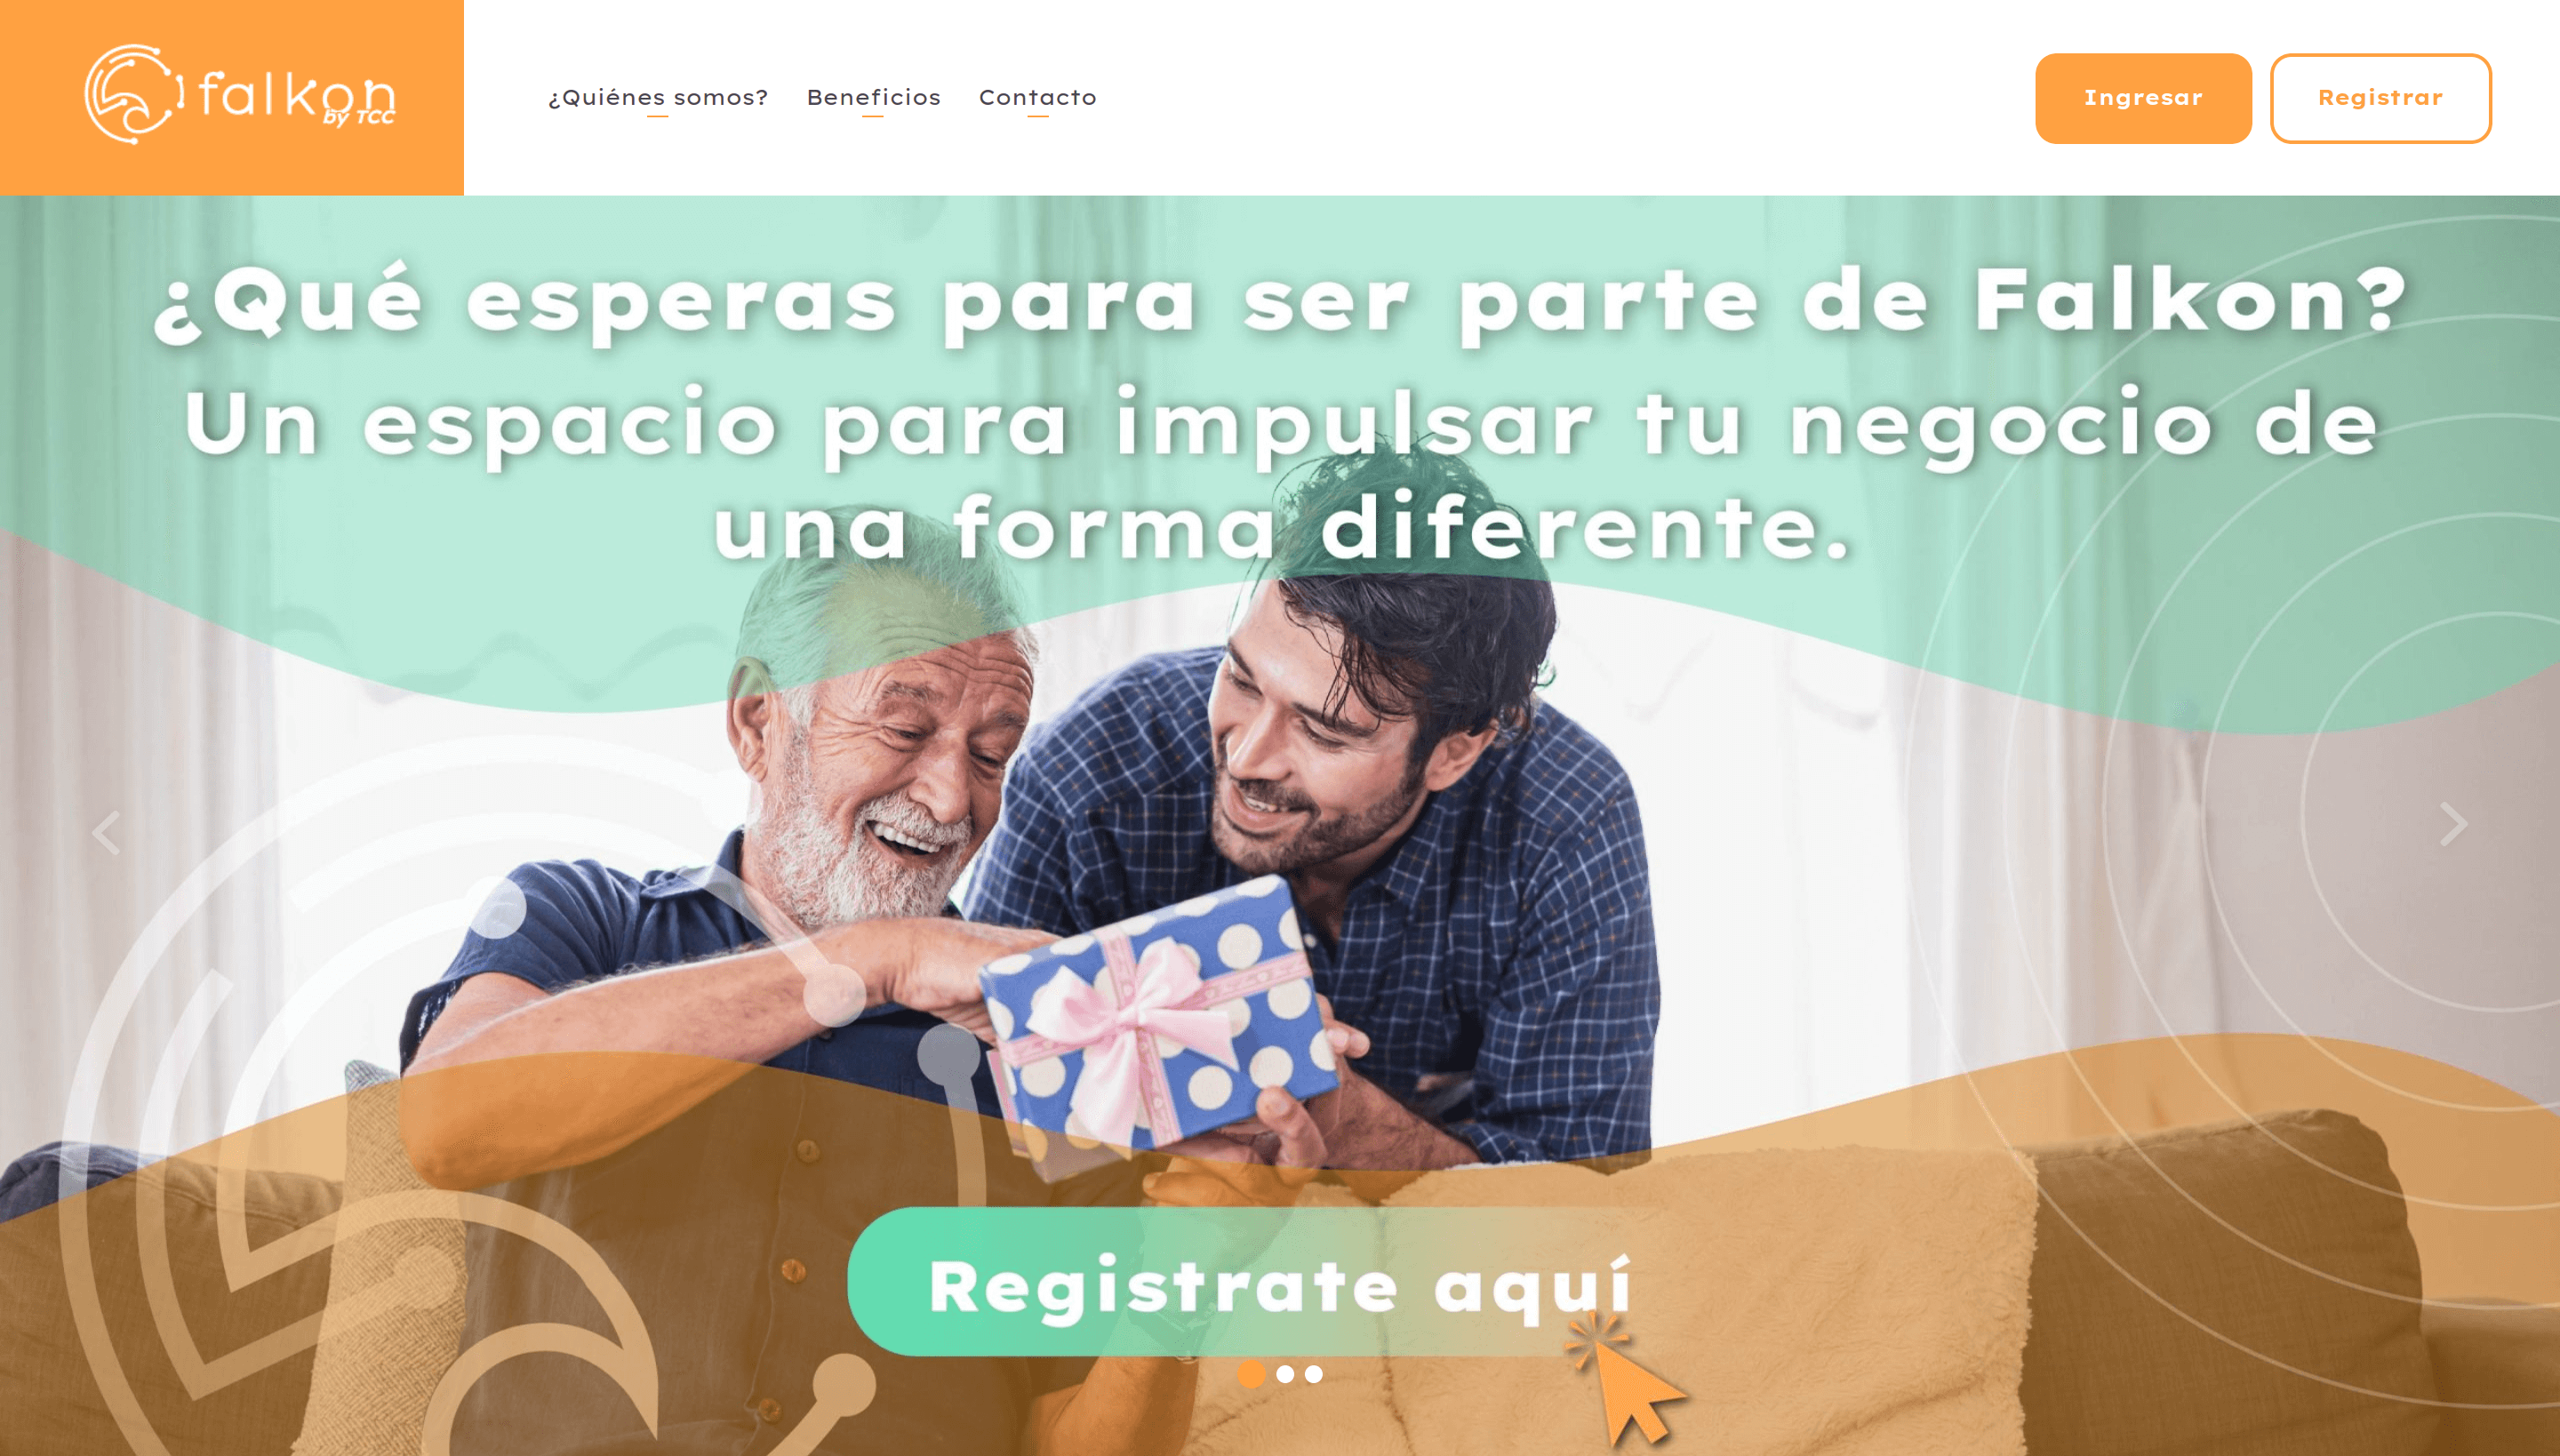 falkon
by TCC
¿Quiénes somos?
Beneficios
Contacto
Ingresar
Registrar
¿Qué esperas para ser parte de Falkon?
Un espacio para impulsar tu negocio de
una forma diferente.
Registrate aquí